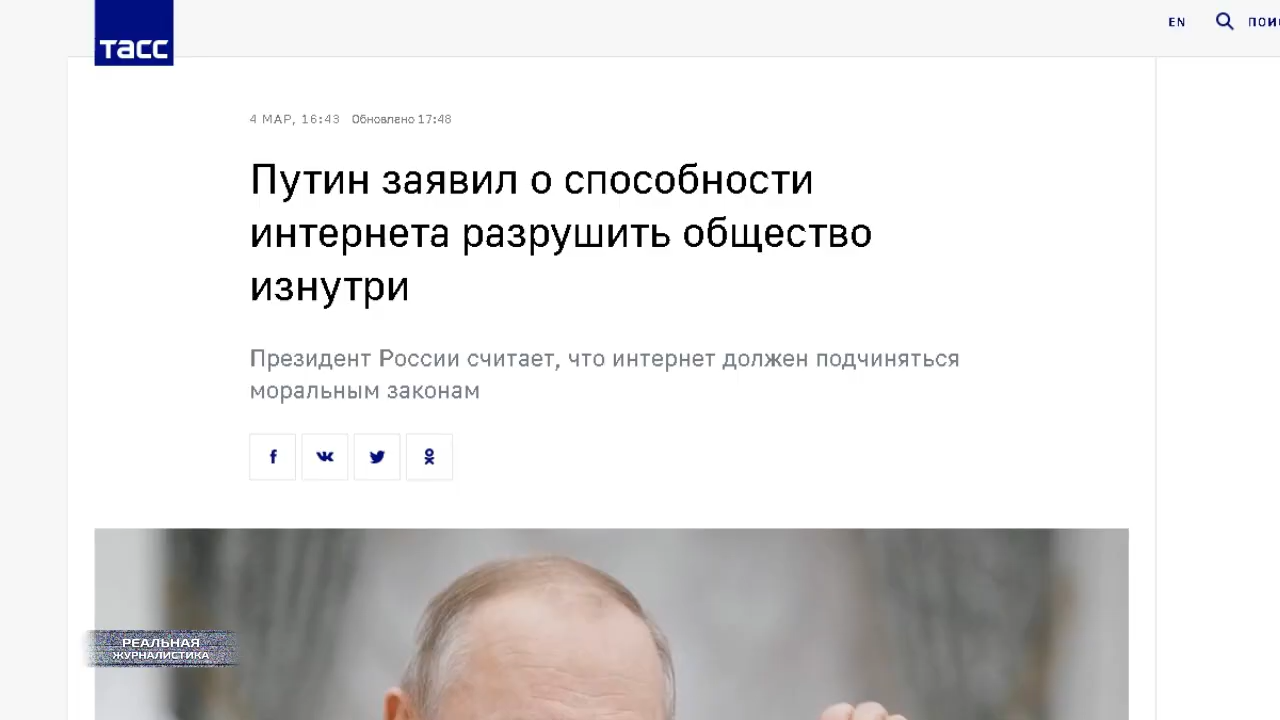 тасс
EN
4 МАР, 16:43 Обновлено 17:48
Путин заявил о способности
интернета разрушить общество
изнутри
Президент России считает, что интернет должен подчиняться
моральным законам
РЕАЛЬНАЯ
ЖУРНАЛИСТИКА